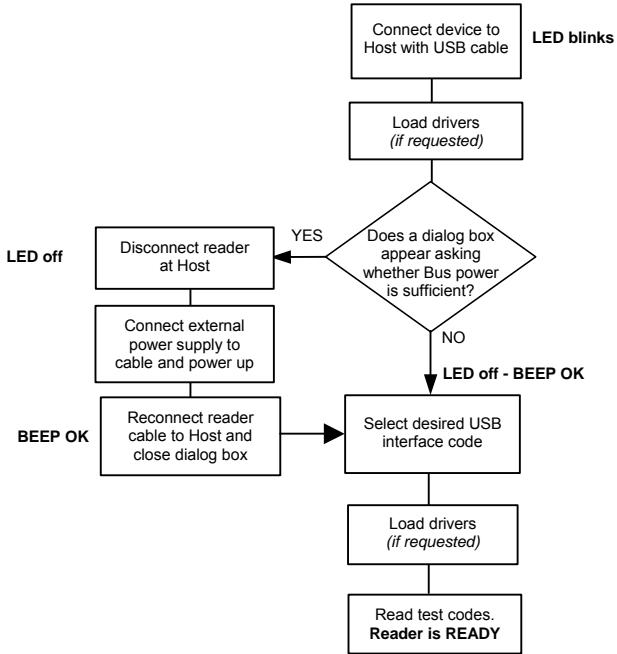 Connect device to
Host with USB cable
LED blinks
Load drivers
(if requested)
Does a dialog box
appear asking
whether Bus power
is sufficient?
YES
Disconnect reader
at Host
LED off
Connect external
power supply to
cable and power up
Reconnect reader
cable to Host and
close dialog box
BEEP OK
NO
LED off - BEEP OK
Select desired USB
interface code
Load drivers
(if requested)
Read test codes.
Reader is READY